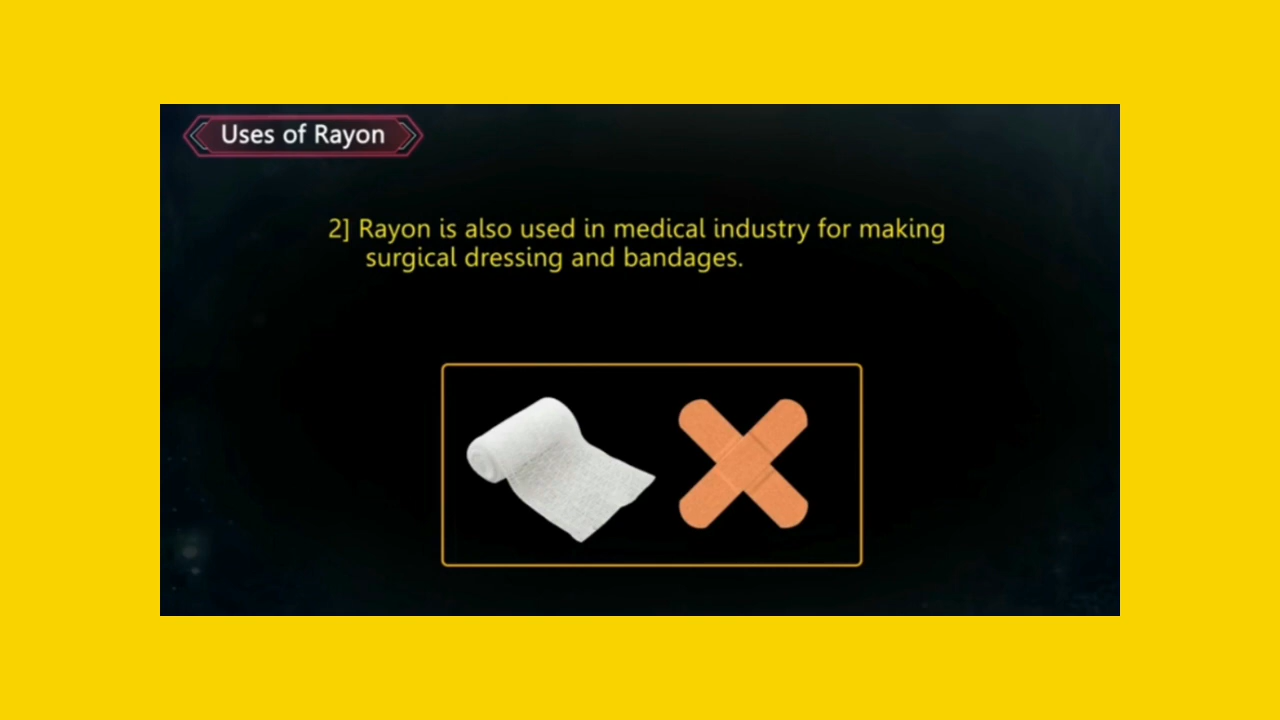 Uses of Rayon
2] Rayon is also used in medical industry for making
surgical dressing and bandages.